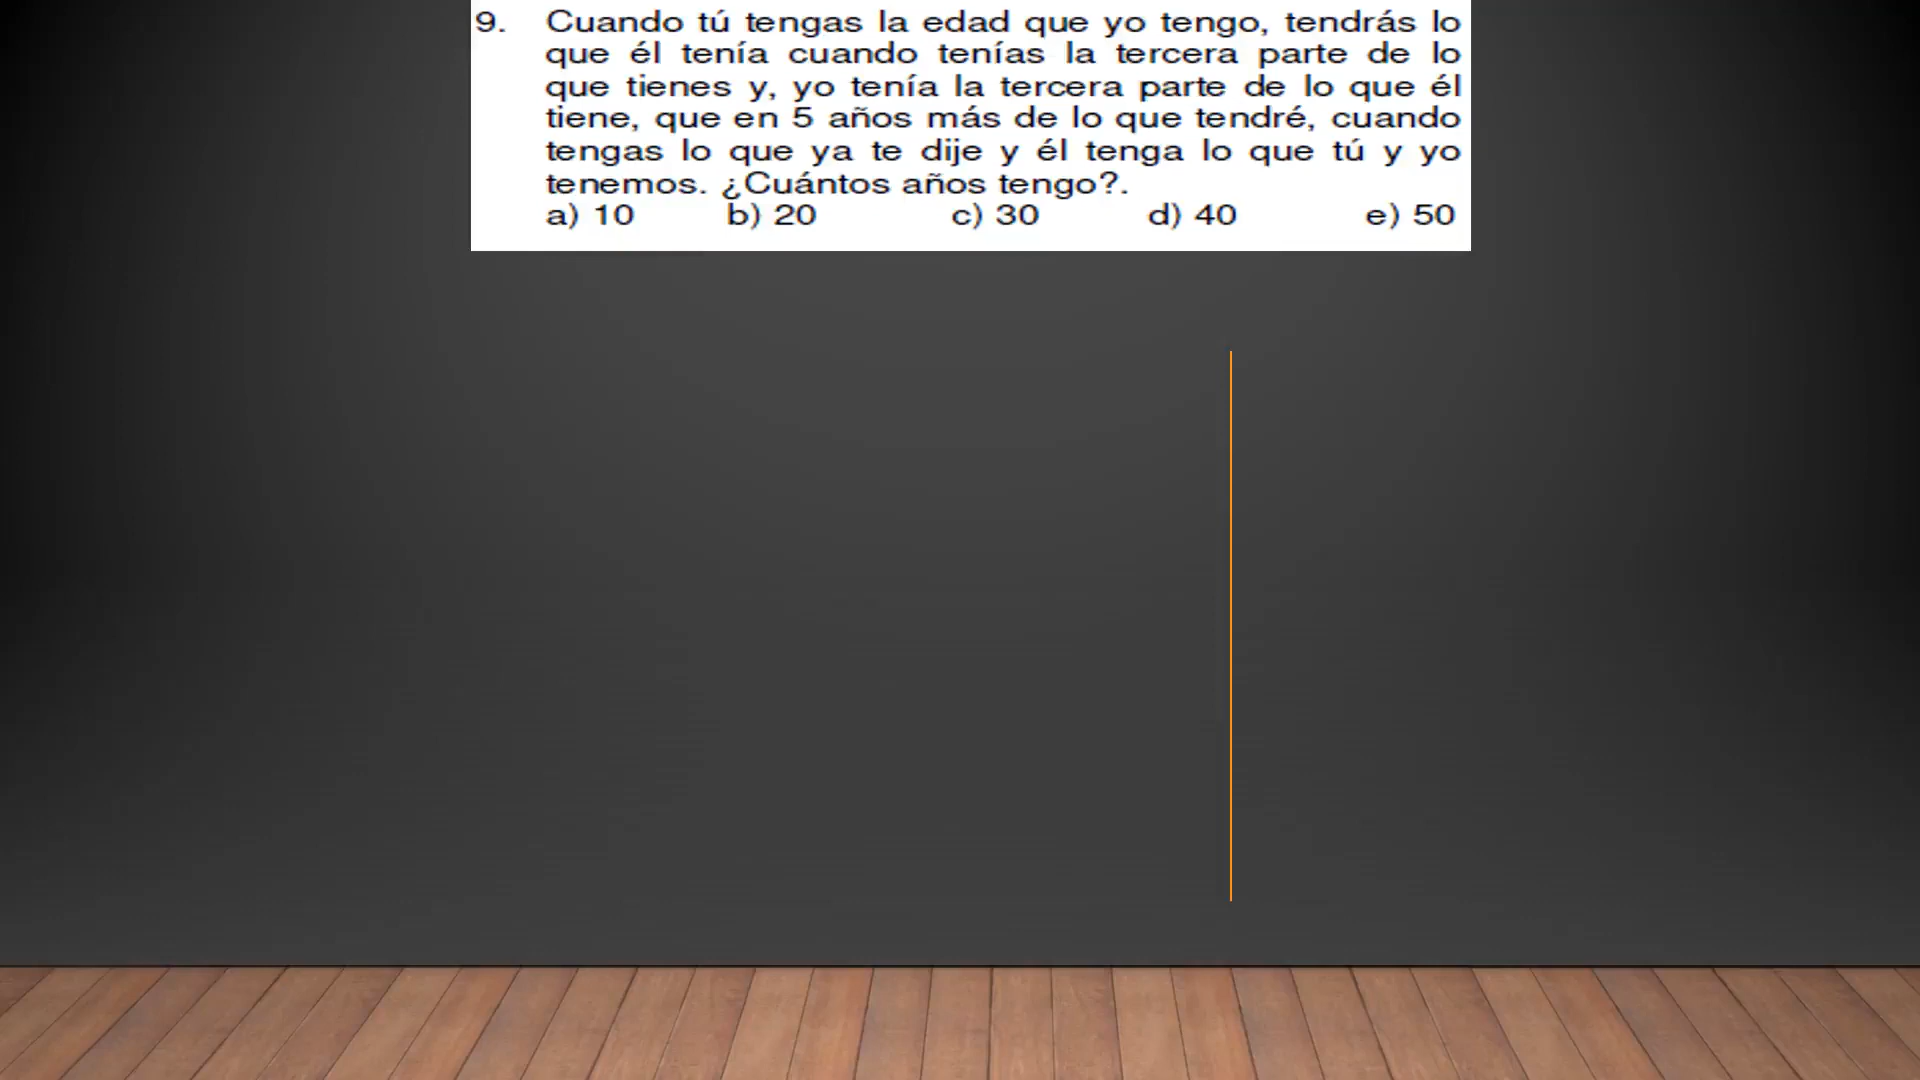 9. Cuando tú tengas la edad que yo tengo, tendrás lo
que él tenía cuando tenías la tercera parte de lo
que tienes y, yo tenía la tercera parte de lo que él
tiene, que en 5 años más de lo que tendré, cuando
tengas lo que ya te dije y él tenga lo que tú y yo
tenemos. ¿Cuántos años tengo?.
a) 10 b) 20 c) 30 d) 40 e) 50